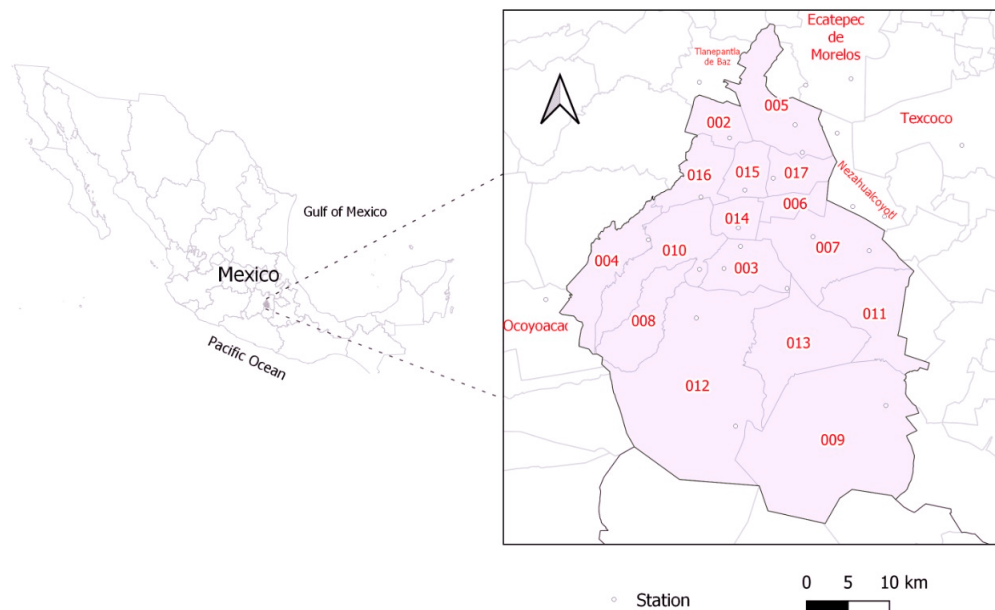 Ecatepec
de
Morelos
Tlanepantla
de Baz
005
002
Texcoco
016
015
017
Nezahualcoyotl
006
Gulf of Mexico
014
004
010
007
003
Mexico
011
Ocoyoacac
008
013
Pacific Ocean
012
009
Station
0 5 10 km